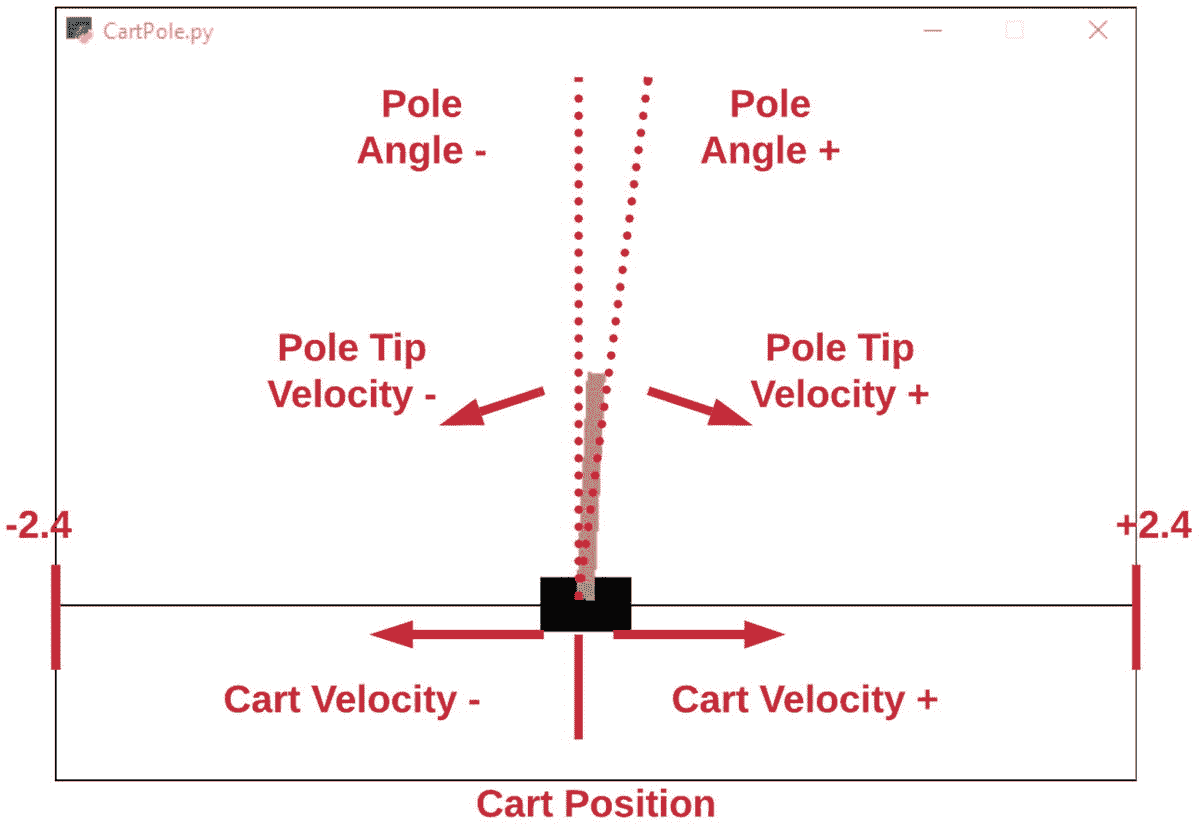 CartPole.py
Pole
Angle -
Pole
Angle +
Pole Tip
Velocity -
Pole Tip
Velocity +
-2.4
+2.4
Cart Velocity -
Cart Velocity +
Cart Position